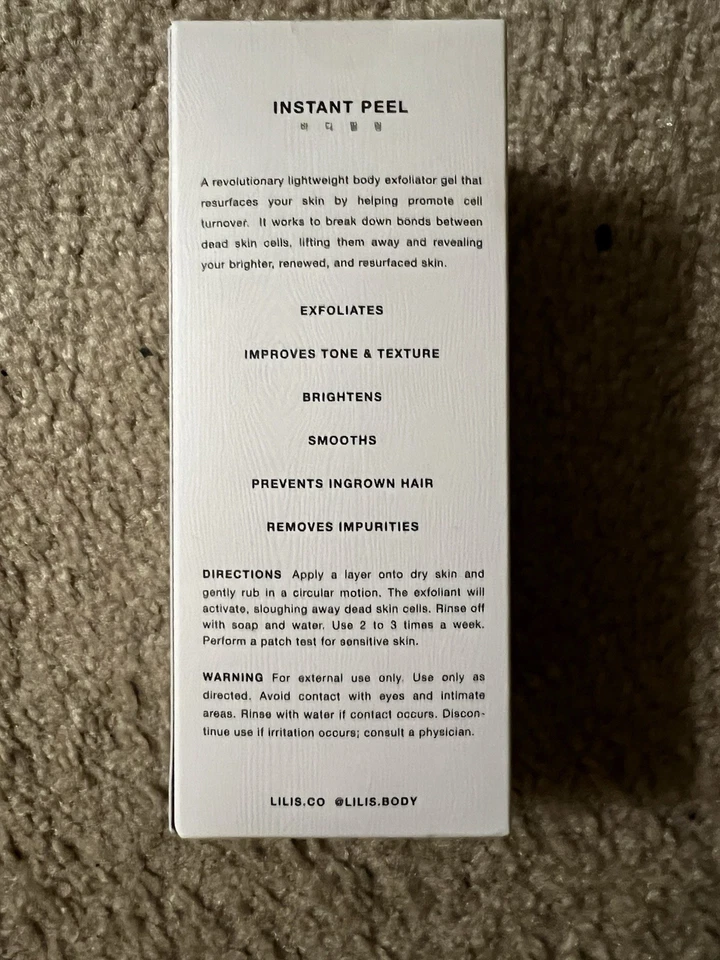 INSTANT PEEL
바 디 필 링
A revolutionary lightweight body exfoliator gel that
resurfaces your skin by helping promote cell
turnover. It works to break down bonds between
dead skin cells, lifting them away and revealing
your brighter, renewed, and resurfaced skin.
EXFOLIATES
IMPROVES TONE & TEXTURE
BRIGHTENS
SMOOTHS
PREVENTS INGROWN HAIR
REMOVES IMPURITIES
DIRECTIONS Apply a layer onto dry skin and
gently rub in a circular motion. The exfoliant will
activate, sloughing away dead skin cells. Rinse off
with soap and water. Use 2 to 3 times a week.
Perform a patch test for sensitive skin.
WARNING For external use only. Use only as
directed. Avoid contact with eyes and intimate
areas. Rinse with water if contact occurs. Discon-
tinue use if irritation occurs; consult a physician.
LILIS.CO @LILIS.BODY